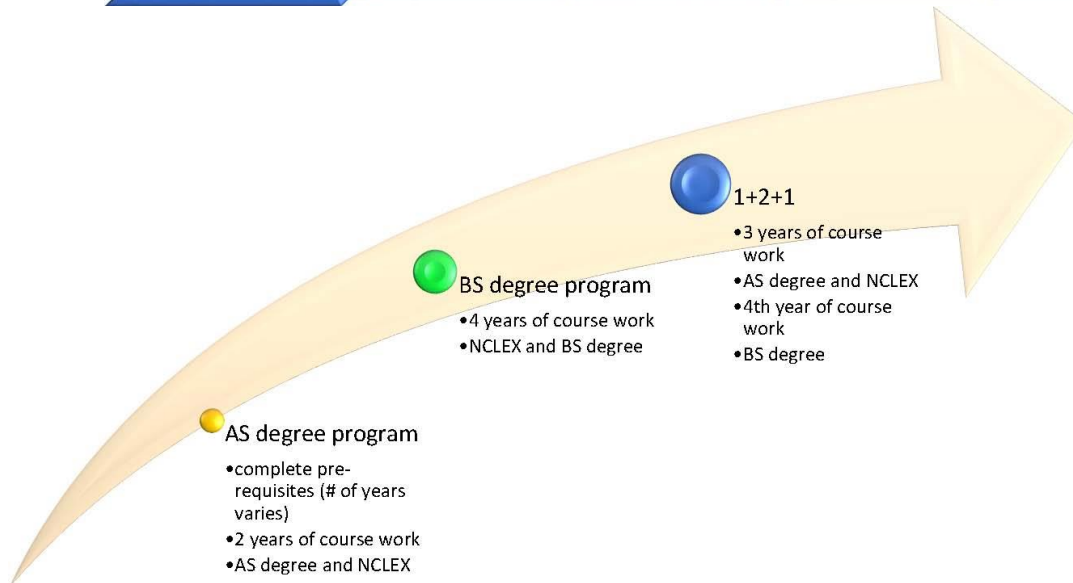 1+2+1
•3 years of course
work
•AS degree and NCLEX
•4th year of course
work
•BS degree
BS degree program
•4 years of course work
•NCLEX and BS degree
AS degree program
•complete pre-
requisites (# of years
varies)
•2 years of course work
•AS degree and NCLEX